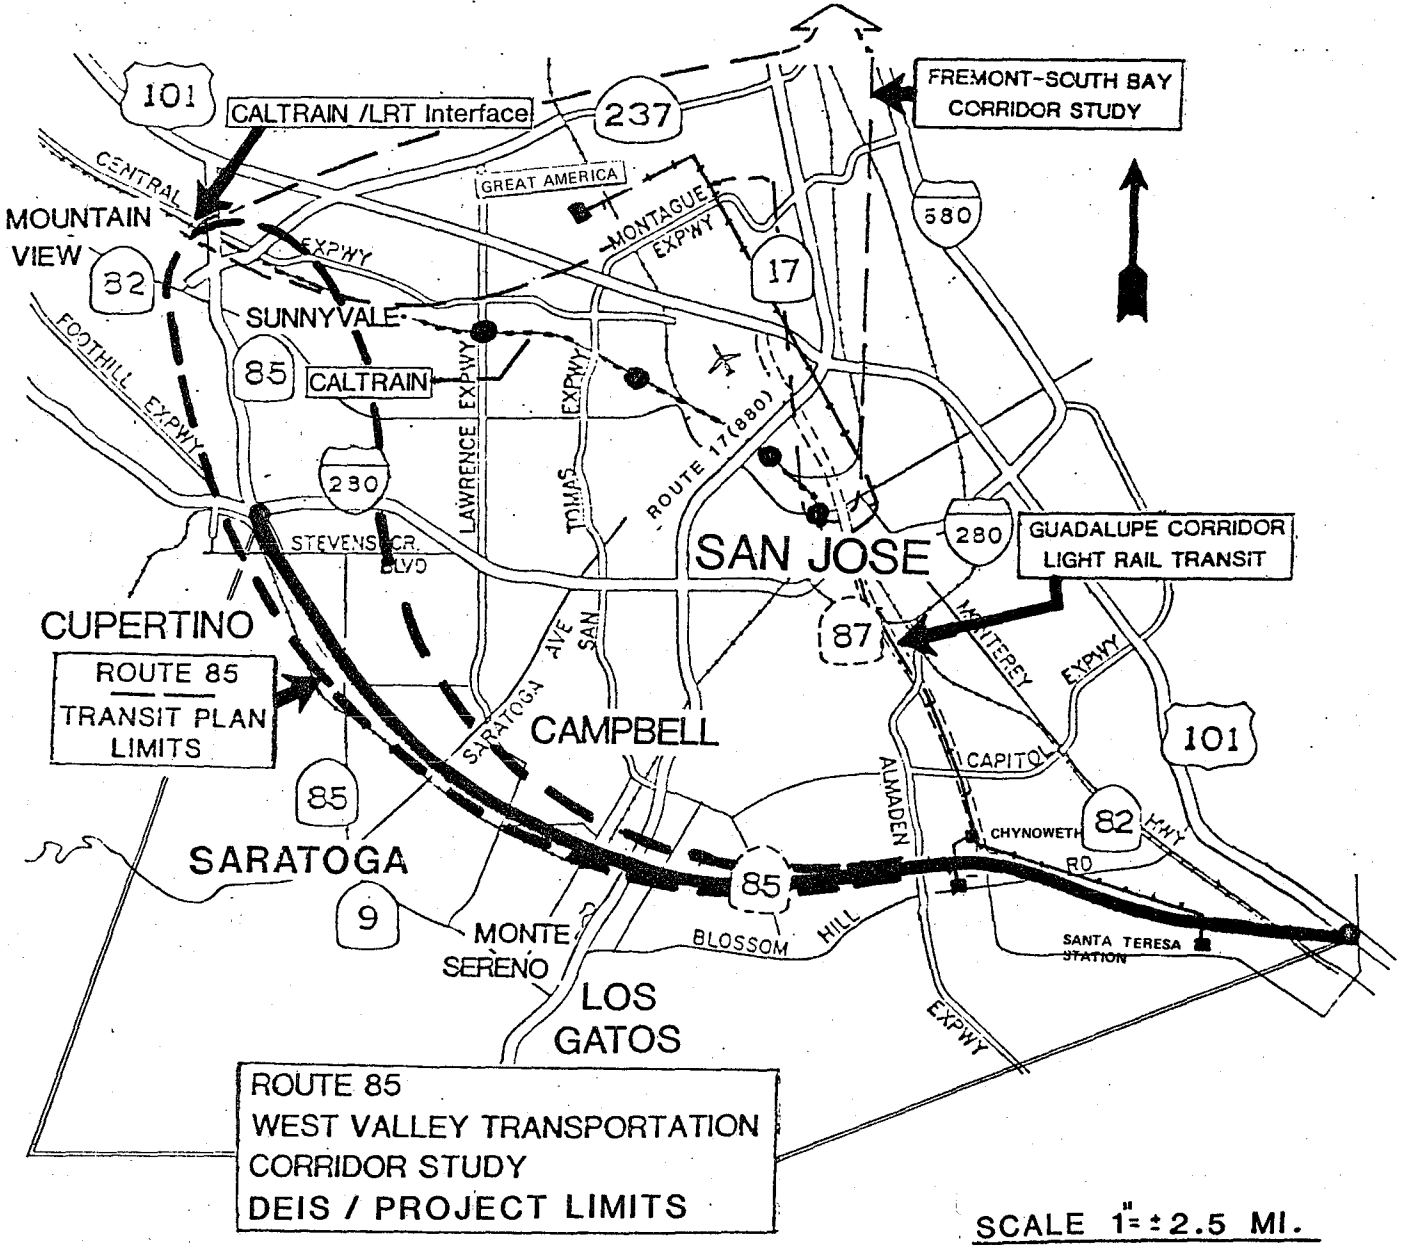 FREMONT-SOUTH BAY
CORRIDOR STUDY
101
CALTRAIN /LRT Interface
237
CENTRAL
GREAT AMERICA
MOUNTAIN
VIEW
82
EXPWY
MONTAGUE
EXPWY
17
680
SUNNYVALE
FOOTHILL EXPWY
85
CALTRAIN
LAWRENCE EXPWY
EXPWY
TOMAS
SAN
ROUTE 17(880)
280
STEVENS CR.
BLVD
SAN JOSE
280
GUADALUPE CORRIDOR
LIGHT RAIL TRANSIT
CUPERTINO
87
MONTEREY
EXPWY
ROUTE 85
TRANSIT PLAN
LIMITS
SARATOGA AVE
CAMPBELL
101
CAPITOL
ALMADEN
85
CHYNOWETH
82
HWY
RD
SARATOGA
85
9
MONTE
SERENO
BLOSSOM HILL
SANTA TERESA
STATION
LOS
GATOS
EXPWY
ROUTE 85
WEST VALLEY TRANSPORTATION
CORRIDOR STUDY
DEIS / PROJECT LIMITS
SCALE 1"=±2.5 MI.